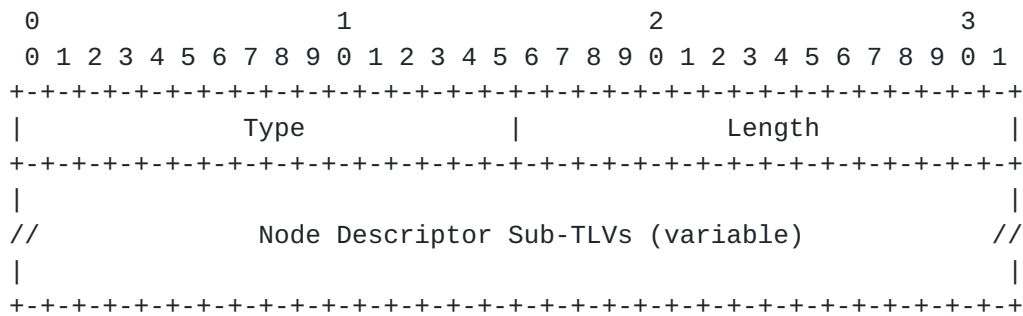 0                   1                   2                   3
 0 1 2 3 4 5 6 7 8 9 0 1 2 3 4 5 6 7 8 9 0 1 2 3 4 5 6 7 8 9 0 1
+-+-+-+-+-+-+-+-+-+-+-+-+-+-+-+-+-+-+-+-+-+-+-+-+-+-+-+-+-+-+-+-+
|              Type             |             Length            |
+-+-+-+-+-+-+-+-+-+-+-+-+-+-+-+-+-+-+-+-+-+-+-+-+-+-+-+-+-+-+-+-+
|                                                               |
//              Node Descriptor Sub-TLVs (variable)            //
|                                                               |
+-+-+-+-+-+-+-+-+-+-+-+-+-+-+-+-+-+-+-+-+-+-+-+-+-+-+-+-+-+-+-+-+